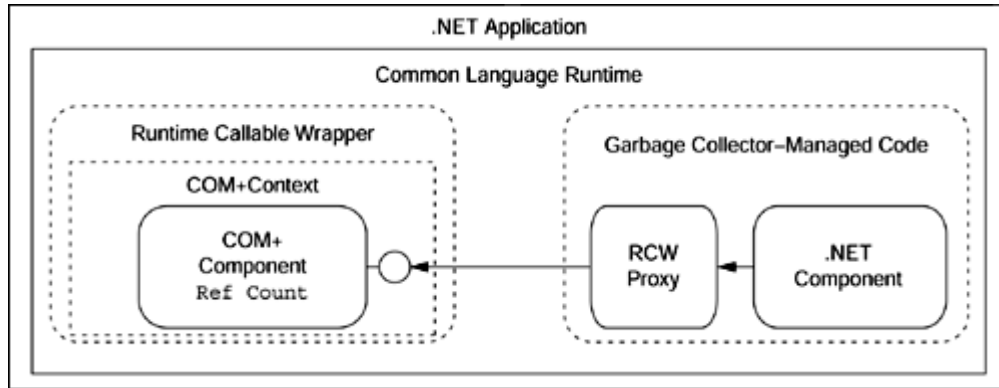 .NET Application
Common Language Runtime
Runtime Callable Wrapper
COM+Context
COM+
Component
Ref Count
Garbage Collector–Managed Code
RCW
Proxy
.NET
Component